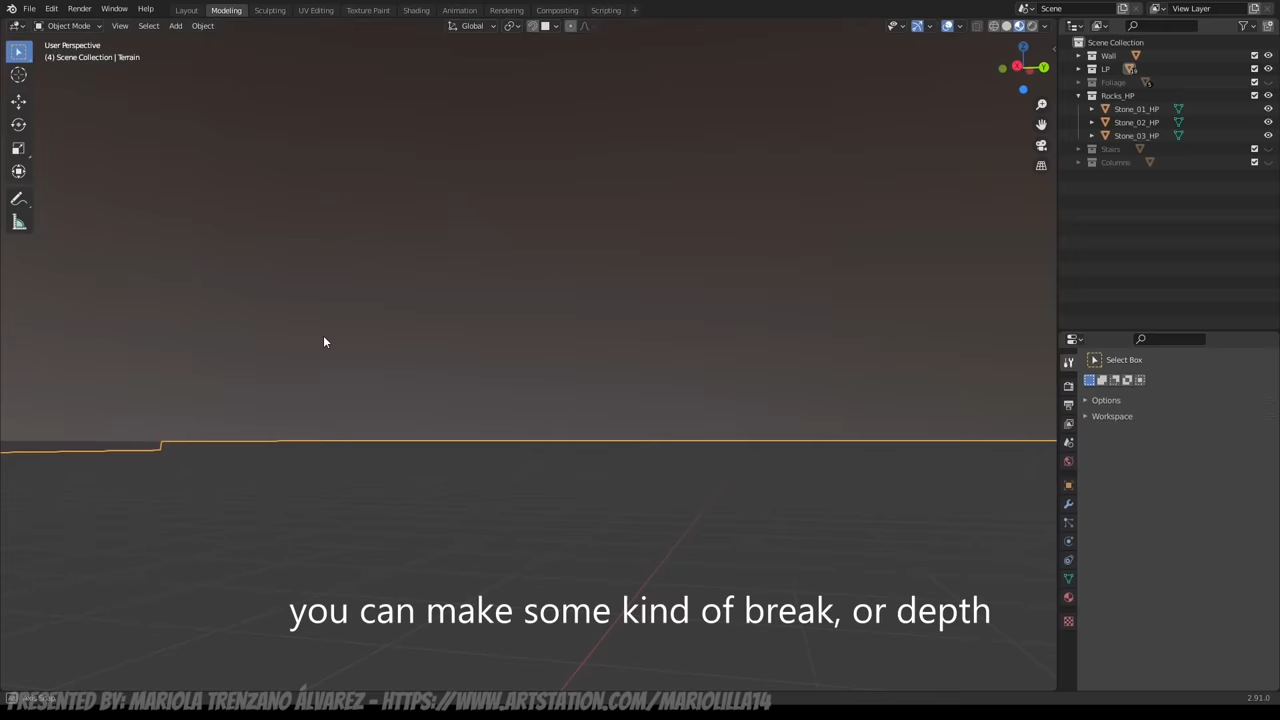 File Edit Render Window Help Layout Modeling Sculpting UV Editing Texture Paint Shading Animation Rendering Compositing Scripting + Scene View Layer
Object Mode View Select Add Object Global
User Perspective
(4) Scene Collection | Terrain
Scene Collection
Wall
LP
Foliage 5
Rocks_HP
Stone_01_HP
Stone_02_HP
Stone_03_HP
Stairs
Columns
X Y Z
Select Box
Options
Workspace
you can make some kind of break, or depth
Axis Snap 2.91.0
PRESENTED BY: MARIOLA TRENZANO ÁLVAREZ - HTTPS://WWW.ARTSTATION.COM/MARIOLILLA14